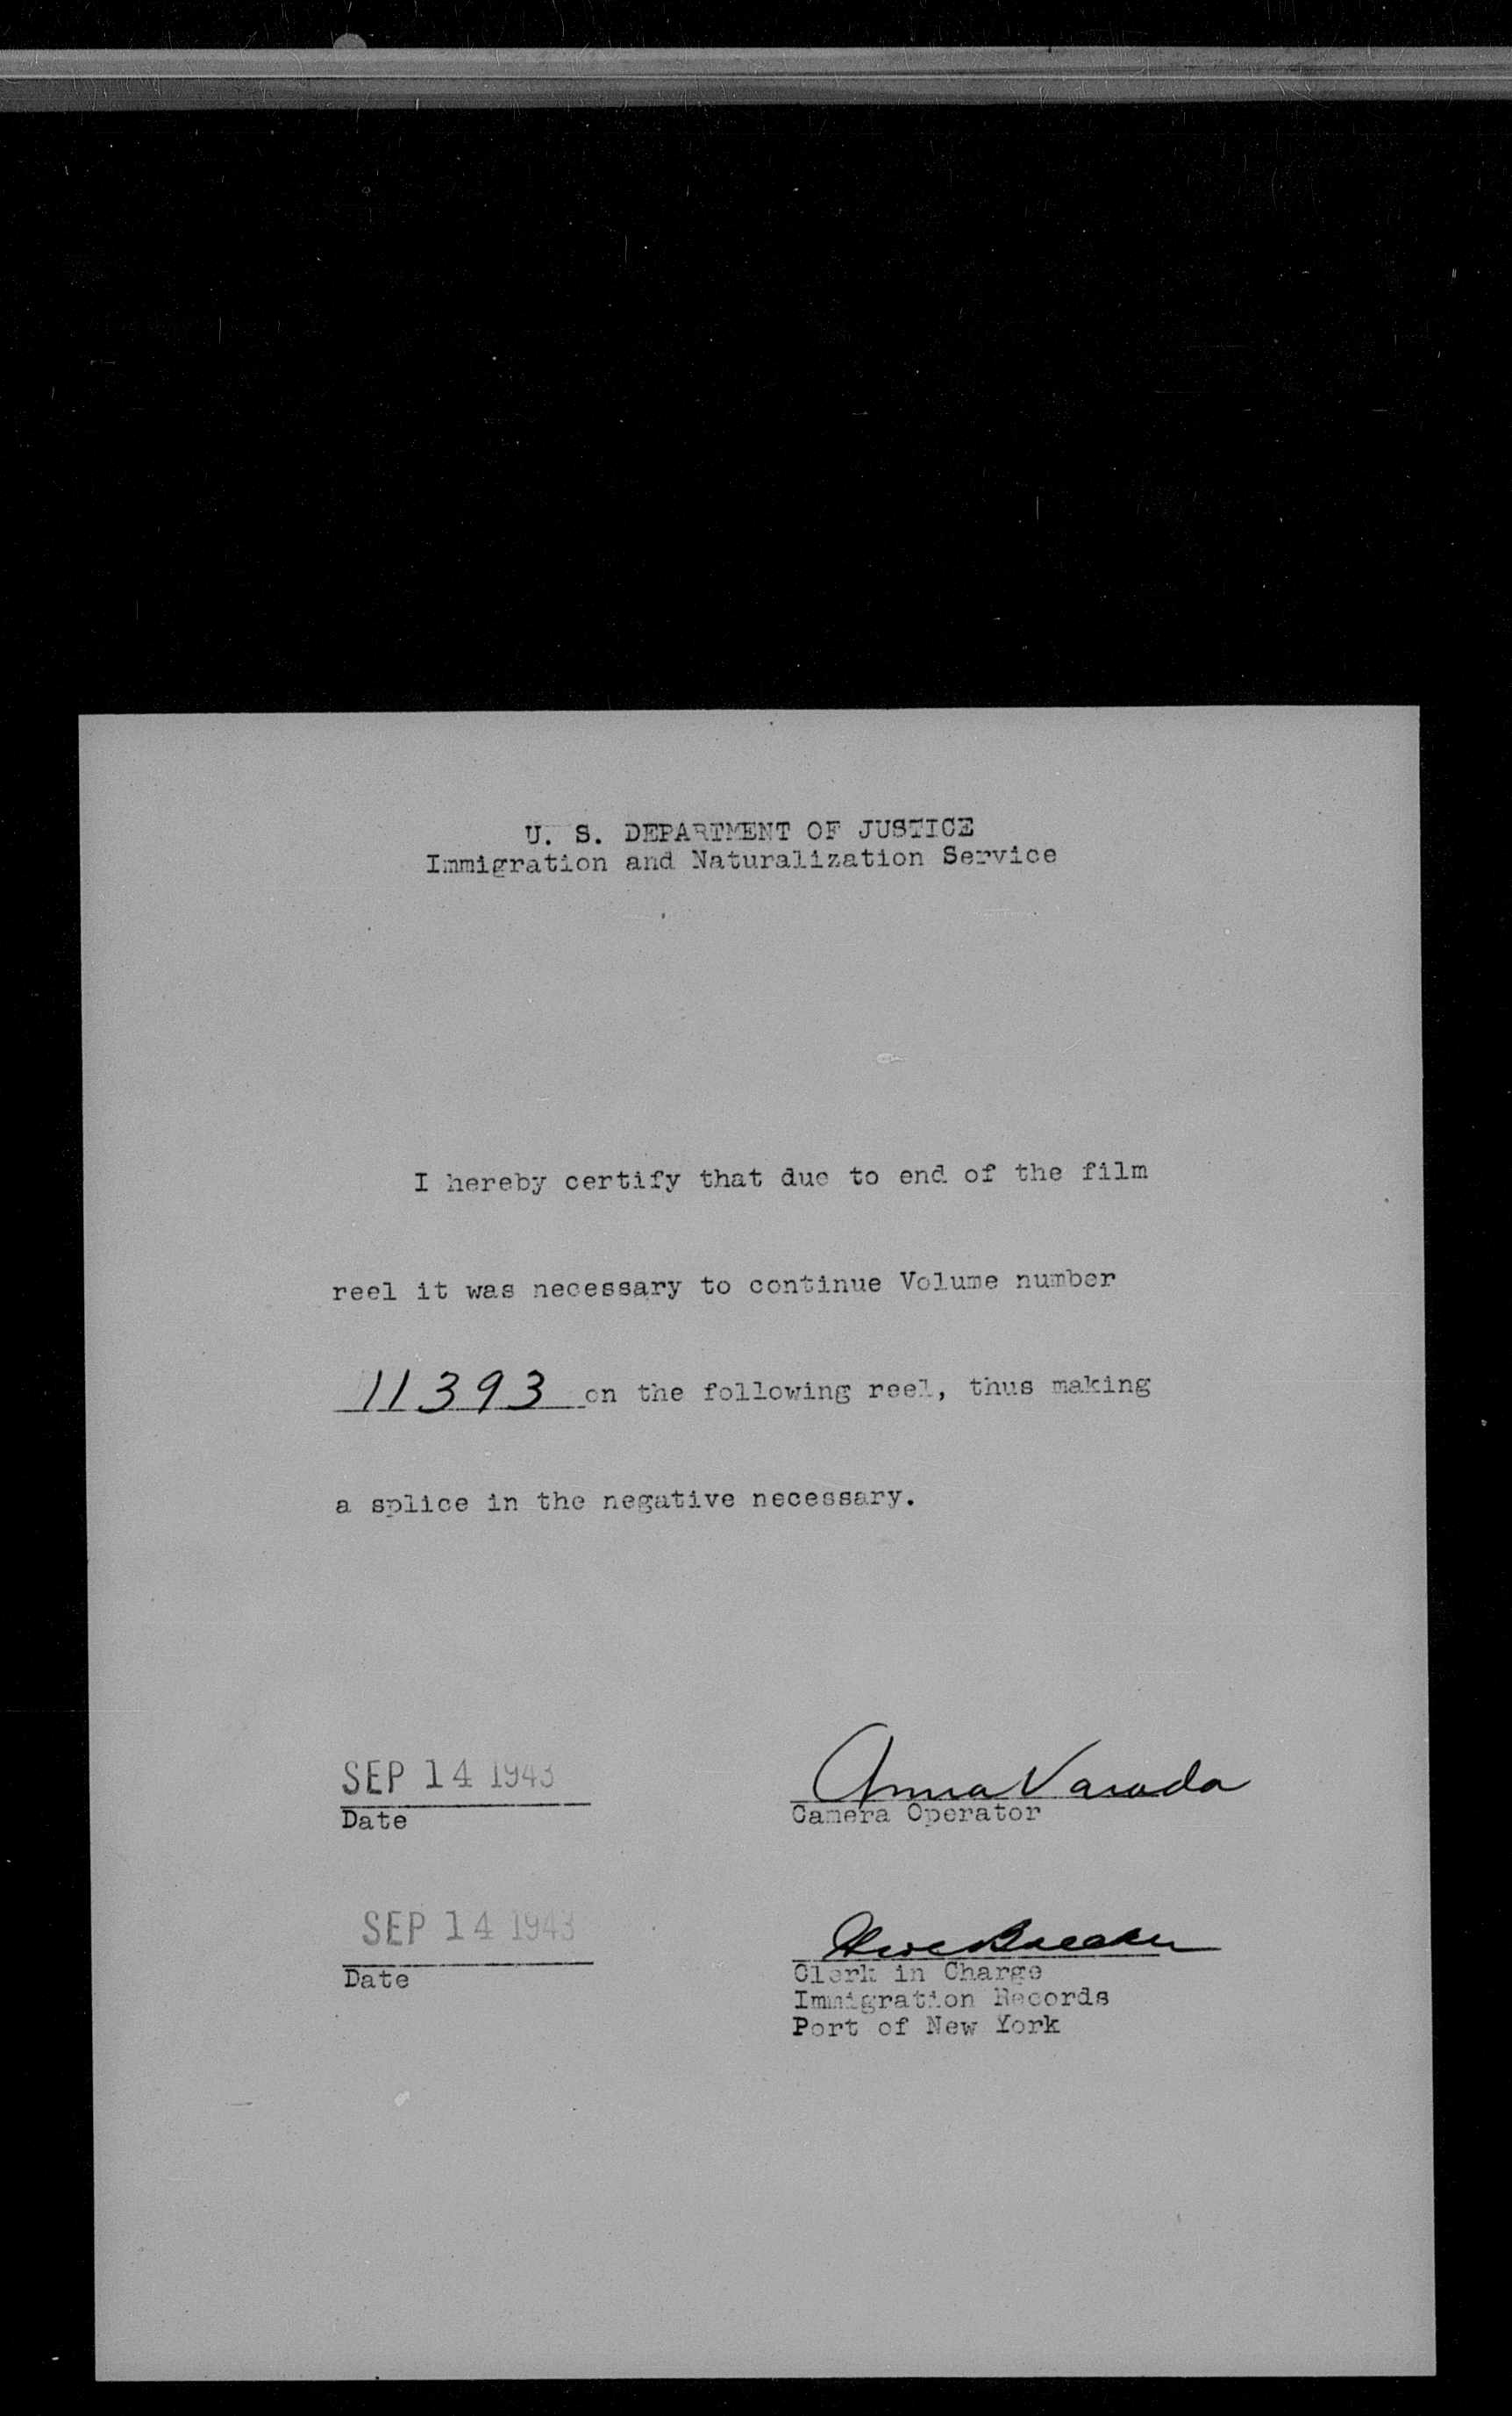 U. S. DEPARTMENT OF JUSTICE
Immigration and Naturalization Service
I hereby certify that due to end of the film
reel it was necessary to continue Volume number
11393 on the following reel, thus making
a splice in the negative necessary.
SEP 14 1943
Date
Anna Varada
Camera Operator
SEP 14 1943
Date
Clerk in Charge
Immigration Records
Port of New York